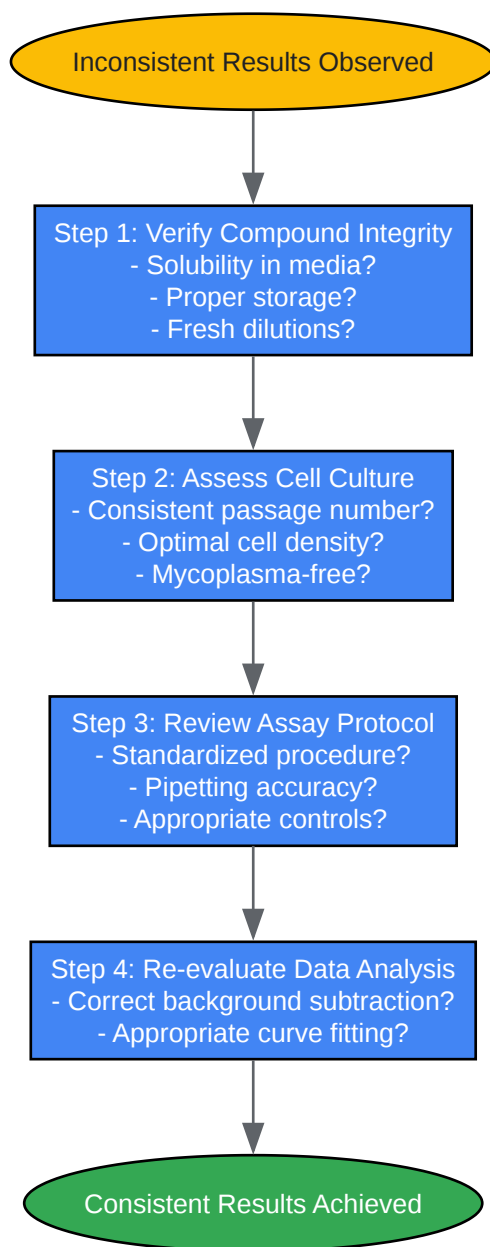 Inconsistent Results Observed
Step 1: Verify Compound Integrity
- Solubility in media?
- Proper storage?
- Fresh dilutions?
Step 2: Assess Cell Culture
- Consistent passage number?
- Optimal cell density?
- Mycoplasma-free?
Step 3: Review Assay Protocol
- Standardized procedure?
- Pipetting accuracy?
- Appropriate controls?
Step 4: Re-evaluate Data Analysis
- Correct background subtraction?
- Appropriate curve fitting?
Consistent Results Achieved